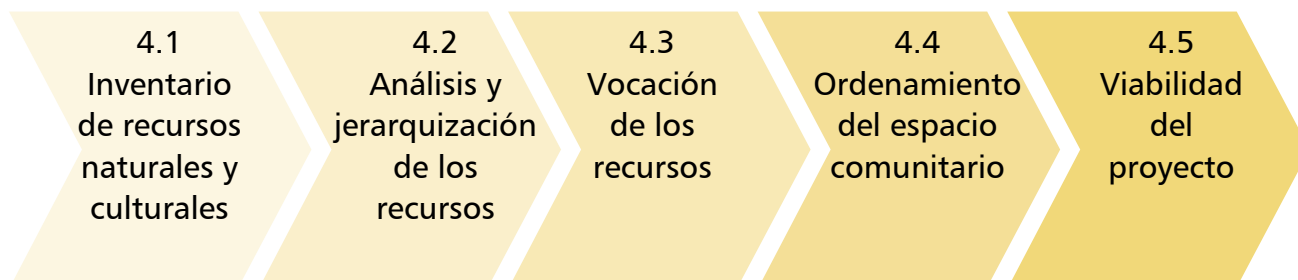 4.1
Inventario
de recursos
naturales y
culturales
4.2
Análisis y
jerarquización
de los
recursos
4.3
Vocación
de los
recursos
4.4
Ordenamiento
del espacio
comunitario
4.5
Viabilidad
del
proyecto